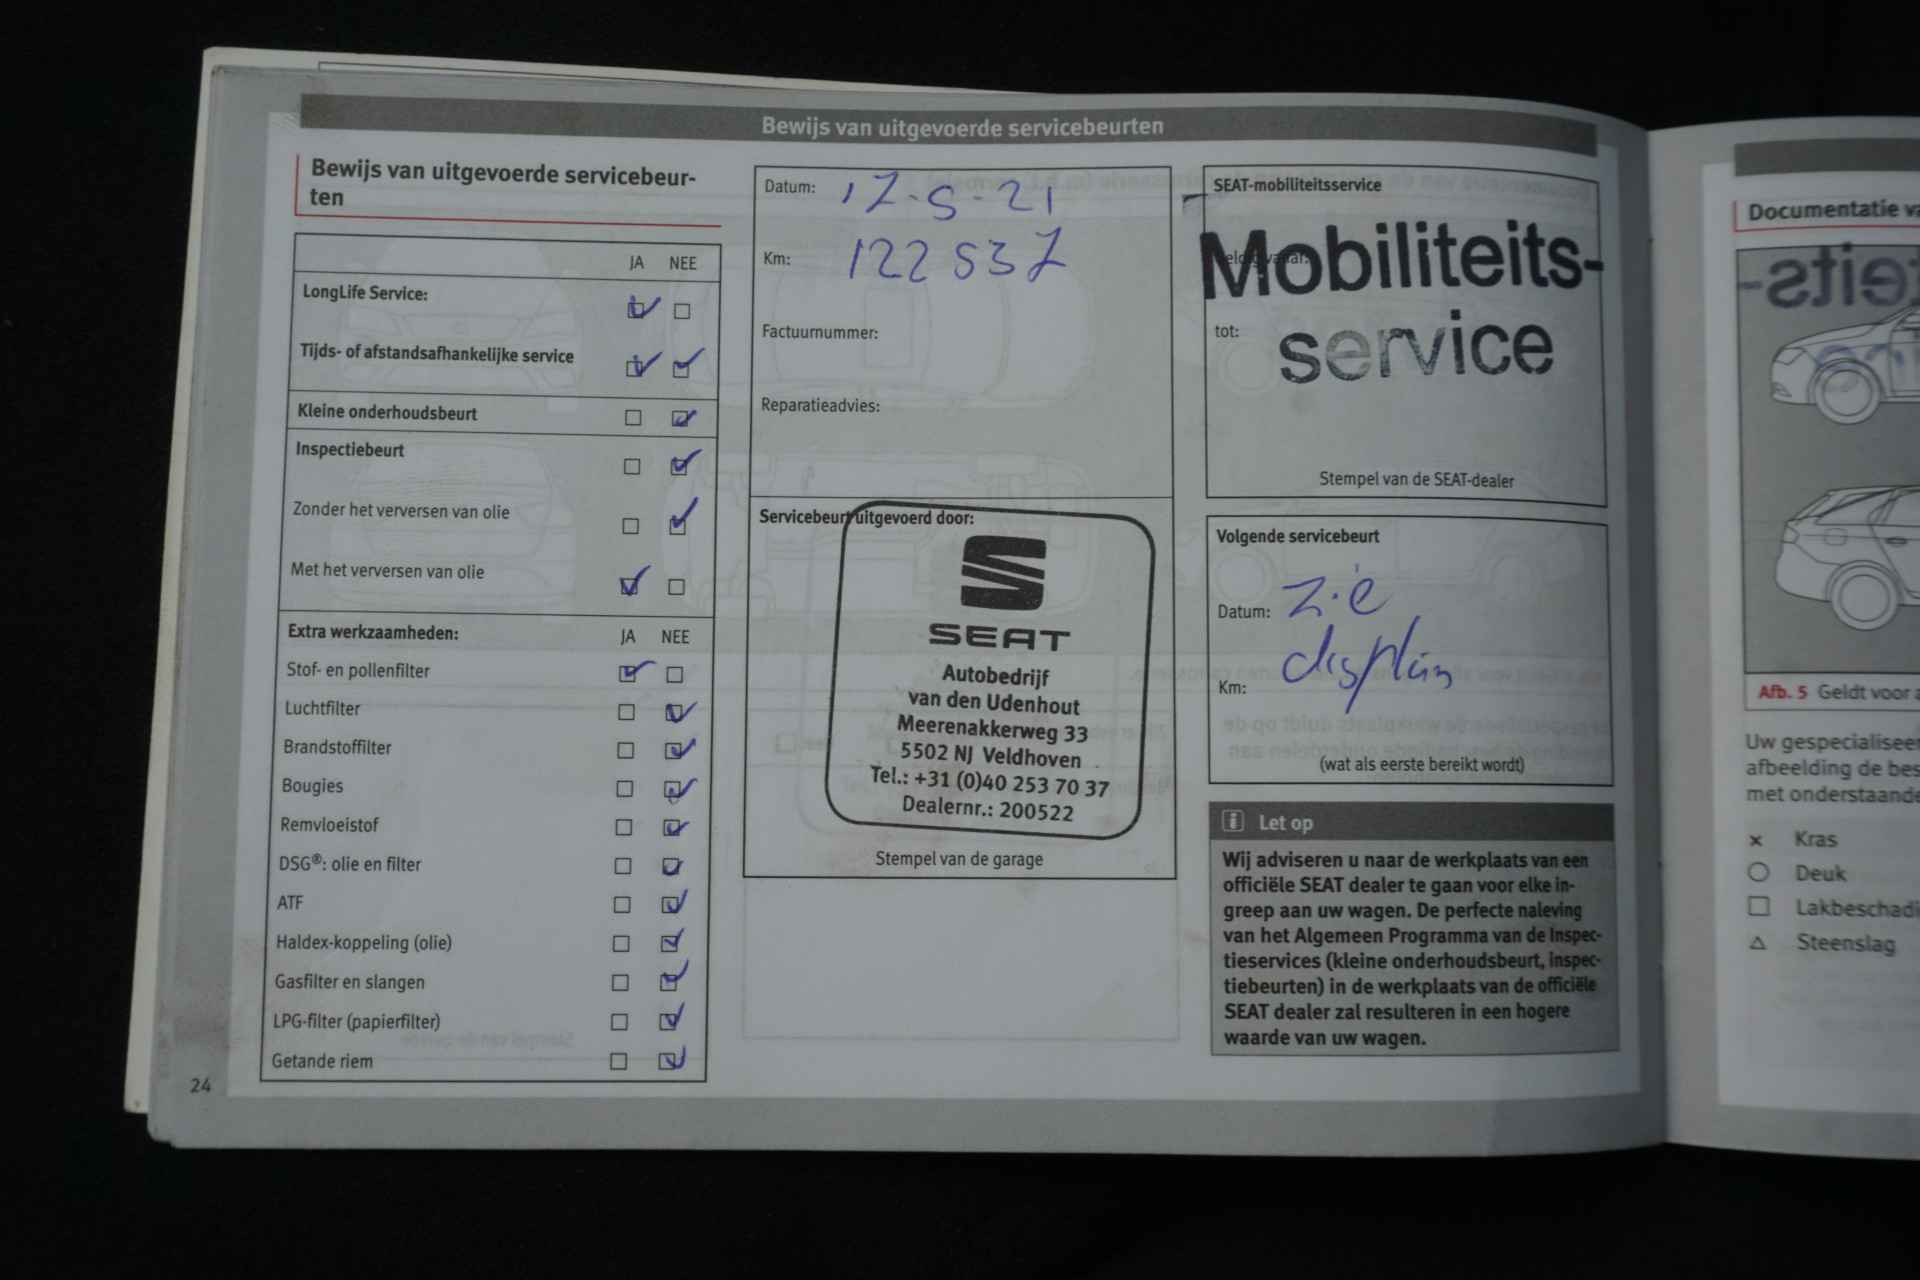 Bewijs van uitgevoerde servicebeurten
Bewijs van uitgevoerde servicebeur-
ten
JA NEE
LongLife Service:
Tijds- of afstandsafhankelijke service
Kleine onderhoudsbeurt
Inspectiebeurt
Zonder het verversen van olie
Met het verversen van olie
Extra werkzaamheden: JA NEE
Stof- en pollenfilter
Luchtfilter
Brandstoffilter
Bougies
Remvloeistof
DSG®: olie en filter
ATF
Haldex-koppeling (olie)
Gasfilter en slangen
LPG-filter (papierfilter)
Getande riem
24
Datum: 17-5-21
Km: 122537
Factuurnummer:
Reparatieadvies:
Servicebeurt uitgevoerd door:
SEAT
Autobedrijf
van den Udenhout
Meerenakkerweg 33
5502 NJ Veldhoven
Tel.: +31 (0)40 253 70 37
Dealernr.: 200522
Stempel van de garage
SEAT-mobiliteitsservice
Mobiliteits-
tot: service
Stempel van de SEAT-dealer
Volgende servicebeurt
Datum: zie
display
Km:
(wat als eerste bereikt wordt)
i Let op
Wij adviseren u naar de werkplaats van een
officiële SEAT dealer te gaan voor elke in-
greep aan uw wagen. De perfecte naleving
van het Algemeen Programma van de Inspec-
tieservices (kleine onderhoudsbeurt, inspec-
tiebeurten) in de werkplaats van de officiële
SEAT dealer zal resulteren in een hogere
waarde van uw wagen.
Documentatie
Afb. 5 Geldt voor
Uw
afbeelding de
met
Kras
Deuk
Steenslag